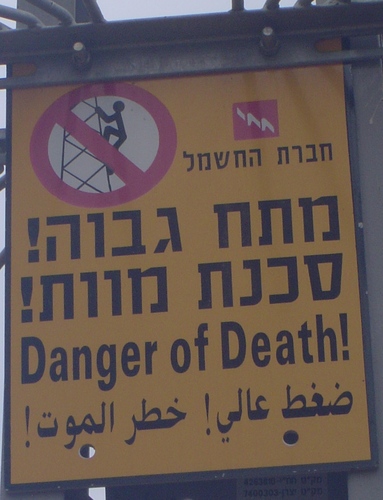 חברת החשמל
מתח גבוה!
סכנת מוות!
Danger of Death!
ضغط عالي! خطر الموت!